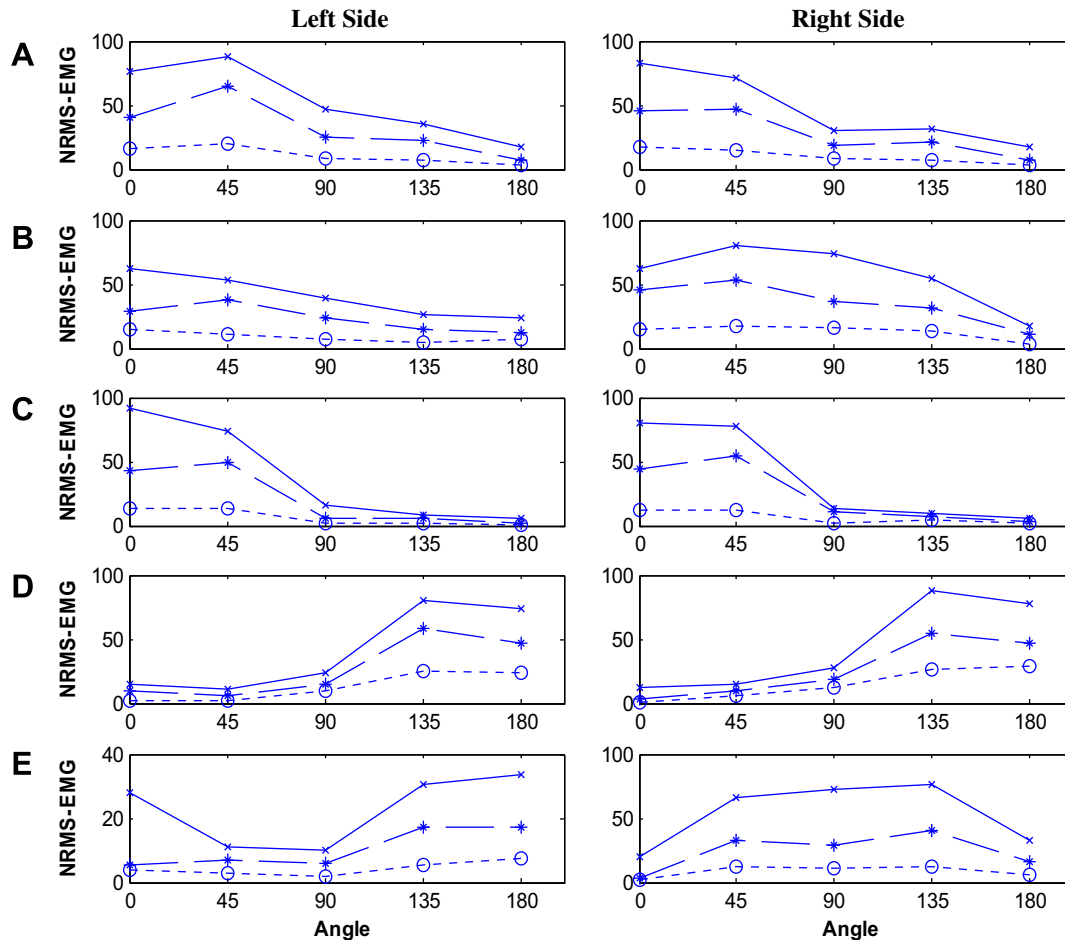 Left Side Right Side
A NRMS-EMG 100 50 0 0 45 90 135 180 100 50 0 0 45 90 135 180
B NRMS-EMG 100 50 0 0 45 90 135 180 100 50 0 0 45 90 135 180
C NRMS-EMG 100 50 0 0 45 90 135 180 100 50 0 0 45 90 135 180
D NRMS-EMG 100 50 0 0 45 90 135 180 100 50 0 0 45 90 135 180
E NRMS-EMG 40 20 0 0 45 90 135 180 100 50 0 0 45 90 135 180
Angle Angle